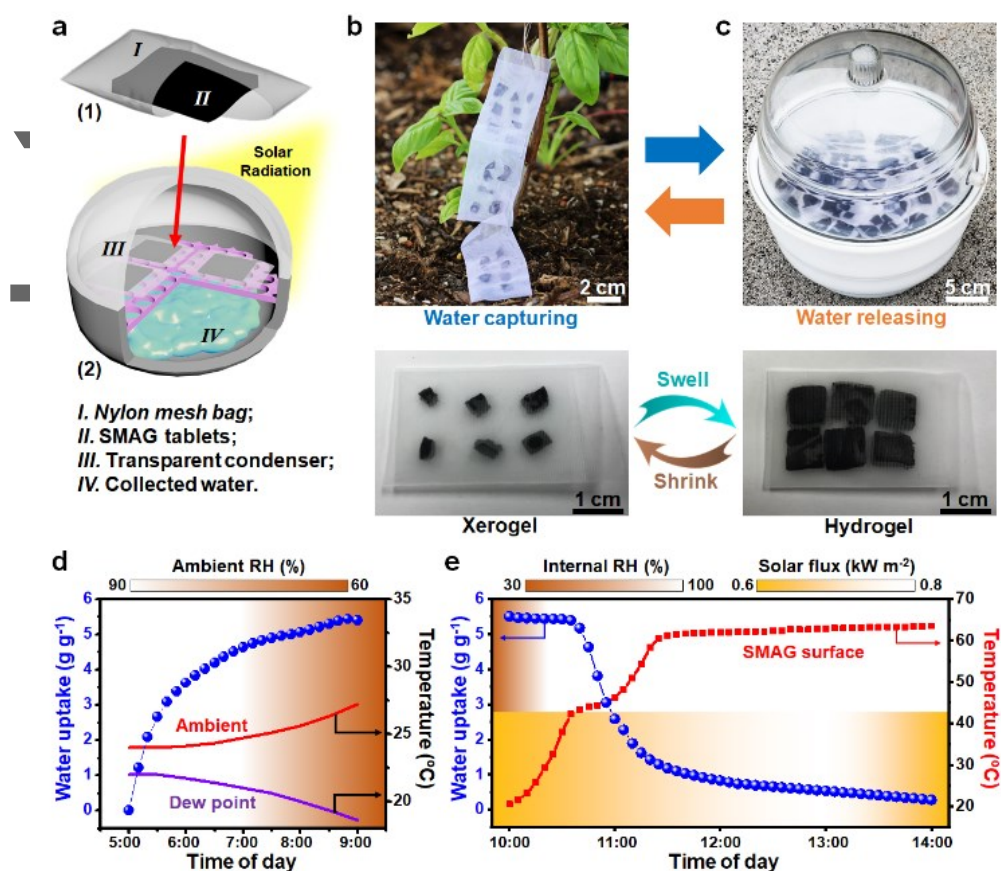 a
I
II
(1)
Solar
Radiation
III
IV
(2)
I. Nylon mesh bag;
II. SMAG tablets;
III. Transparent condenser;
IV. Collected water.
b
2 cm
Water capturing
c
5 cm
Water releasing
1 cm
Xerogel
Swell
Shrink
1 cm
Hydrogel
d
Ambient RH (%)
90
60
Water uptake (g g⁻¹)
6
5
4
3
2
1
0
Ambient
Dew point
35
33
25
20
Temperature (ºC)
5:00
6:00
7:00
8:00
9:00
Time of day
e
Internal RH (%)
30
100
Solar flux (kW m⁻²)
0.6
0.8
Water uptake (g g⁻¹)
6
5
4
3
2
1
0
SMAG surface
70
60
50
40
30
20
Temperature (ºC)
10:00
11:00
12:00
13:00
14:00
Time of day